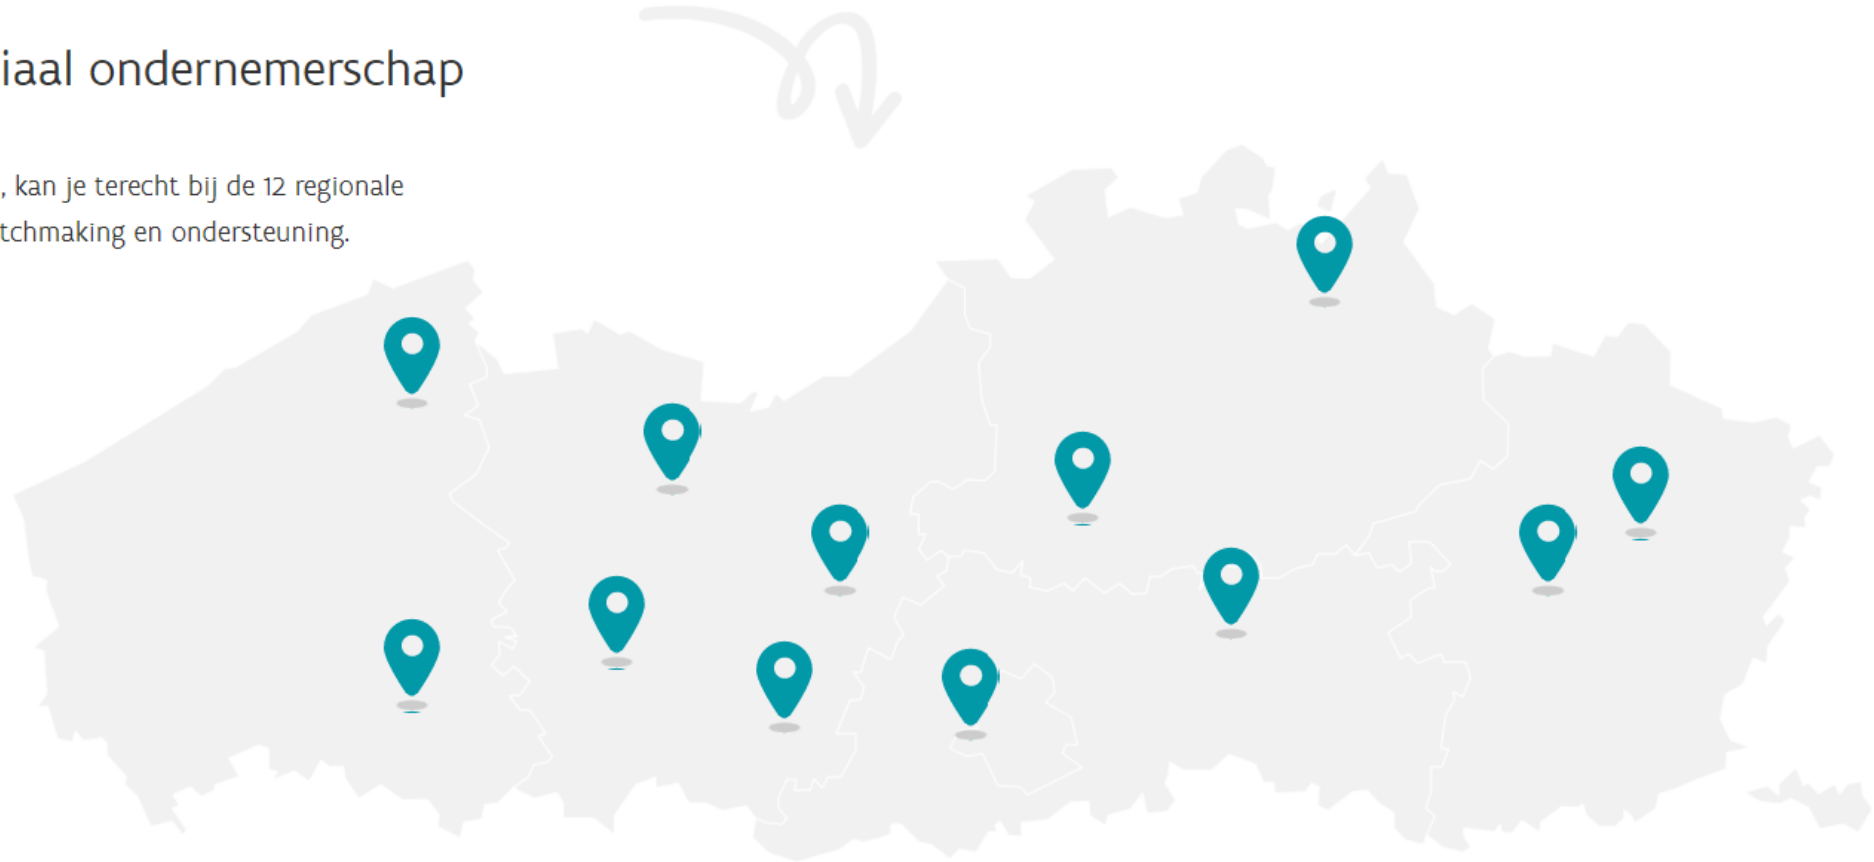 iaal ondernemerschap
, kan je terecht bij de 12 regionale
tchmaking en ondersteuning.